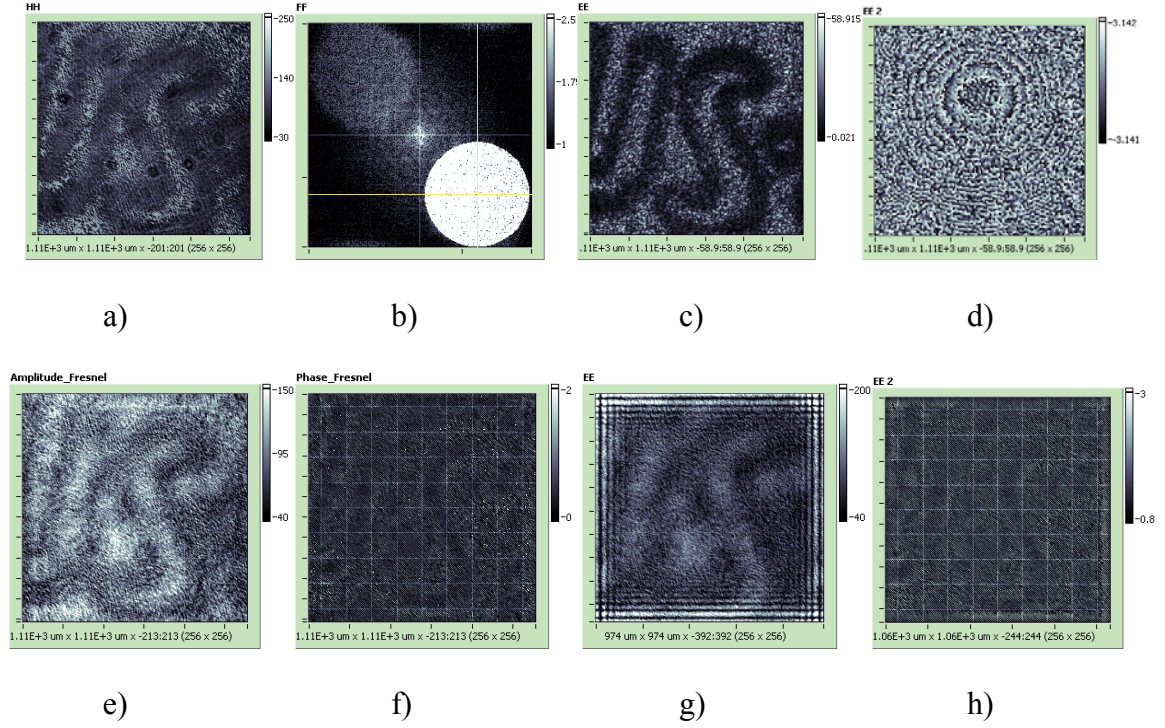 HH
-250
-140
-30
1.11E+3 um x 1.11E+3 um x -201:201 (256 x 256)
FF
-2.5
-1.75
-1
EE
-58.915
-0.021
.11E+3 um x 1.11E+3 um x -58.9:58.9 (256 x 256)
EE 2
-3.142
-3.141
.11E+3 um x 1.11E+3 um x -58.9:58.9 (256 x 256)
a)
b)
c)
d)
Amplitude_Fresnel
-150
-95
-40
1.11E+3 um x 1.11E+3 um x -213:213 (256 x 256)
Phase_Fresnel
-2
-0
1.11E+3 um x 1.11E+3 um x -213:213 (256 x 256)
EE
-200
-40
974 um x 974 um x -392:392 (256 x 256)
EE 2
-3
-0.8
1.06E+3 um x 1.06E+3 um x -244:244 (256 x 256)
e)
f)
g)
h)